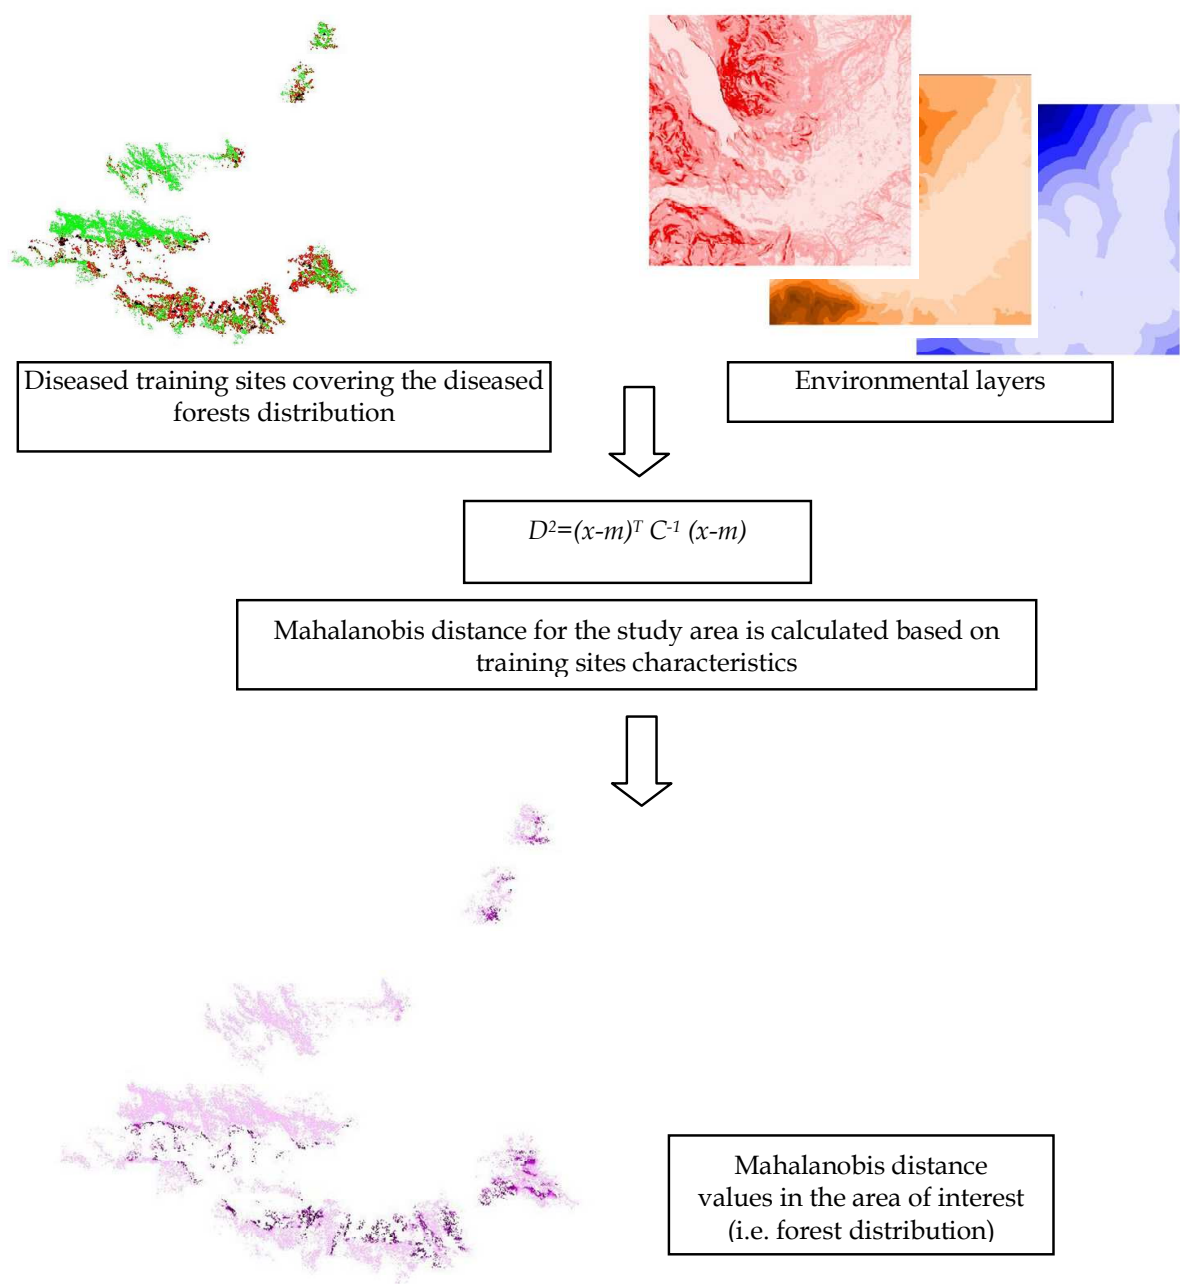 Diseased training sites covering the diseased
forests distribution
Environmental layers
D²=(x-m)ᵀ C⁻¹ (x-m)
Mahalanobis distance for the study area is calculated based on
training sites characteristics
Mahalanobis distance
values in the area of interest
(i.e. forest distribution)